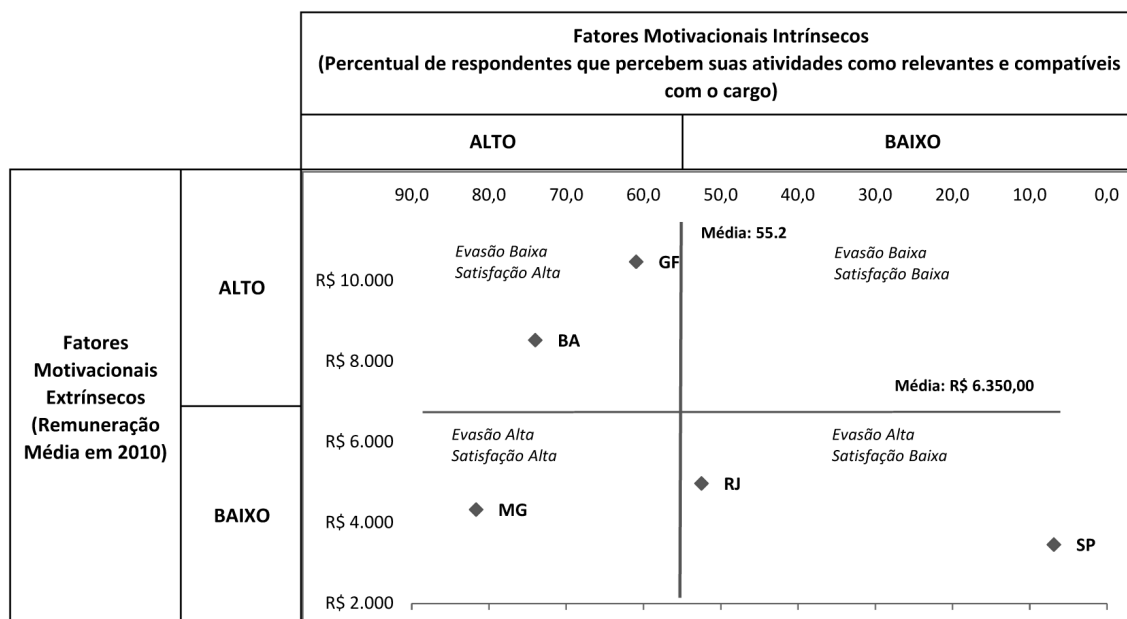 Fatores Motivacionais Intrínsecos
(Percentual de respondentes que percebem suas atividades como relevantes e compatíveis
com o cargo)
ALTO
BAIXO
90,0 80,0 70,0 60,0 50,0 40,0 30,0 20,0 10,0 0,0
Média: 55.2
Evasão Baixa
Satisfação Alta
Evasão Baixa
Satisfação Baixa
GF
R$ 10.000
ALTO
BA
R$ 8.000
Fatores
Motivacionais
Extrínsecos
(Remuneração
Média em 2010)
Média: R$ 6.350,00
R$ 6.000
Evasão Alta
Satisfação Alta
Evasão Alta
Satisfação Baixa
RJ
BAIXO
MG
R$ 4.000
SP
R$ 2.000